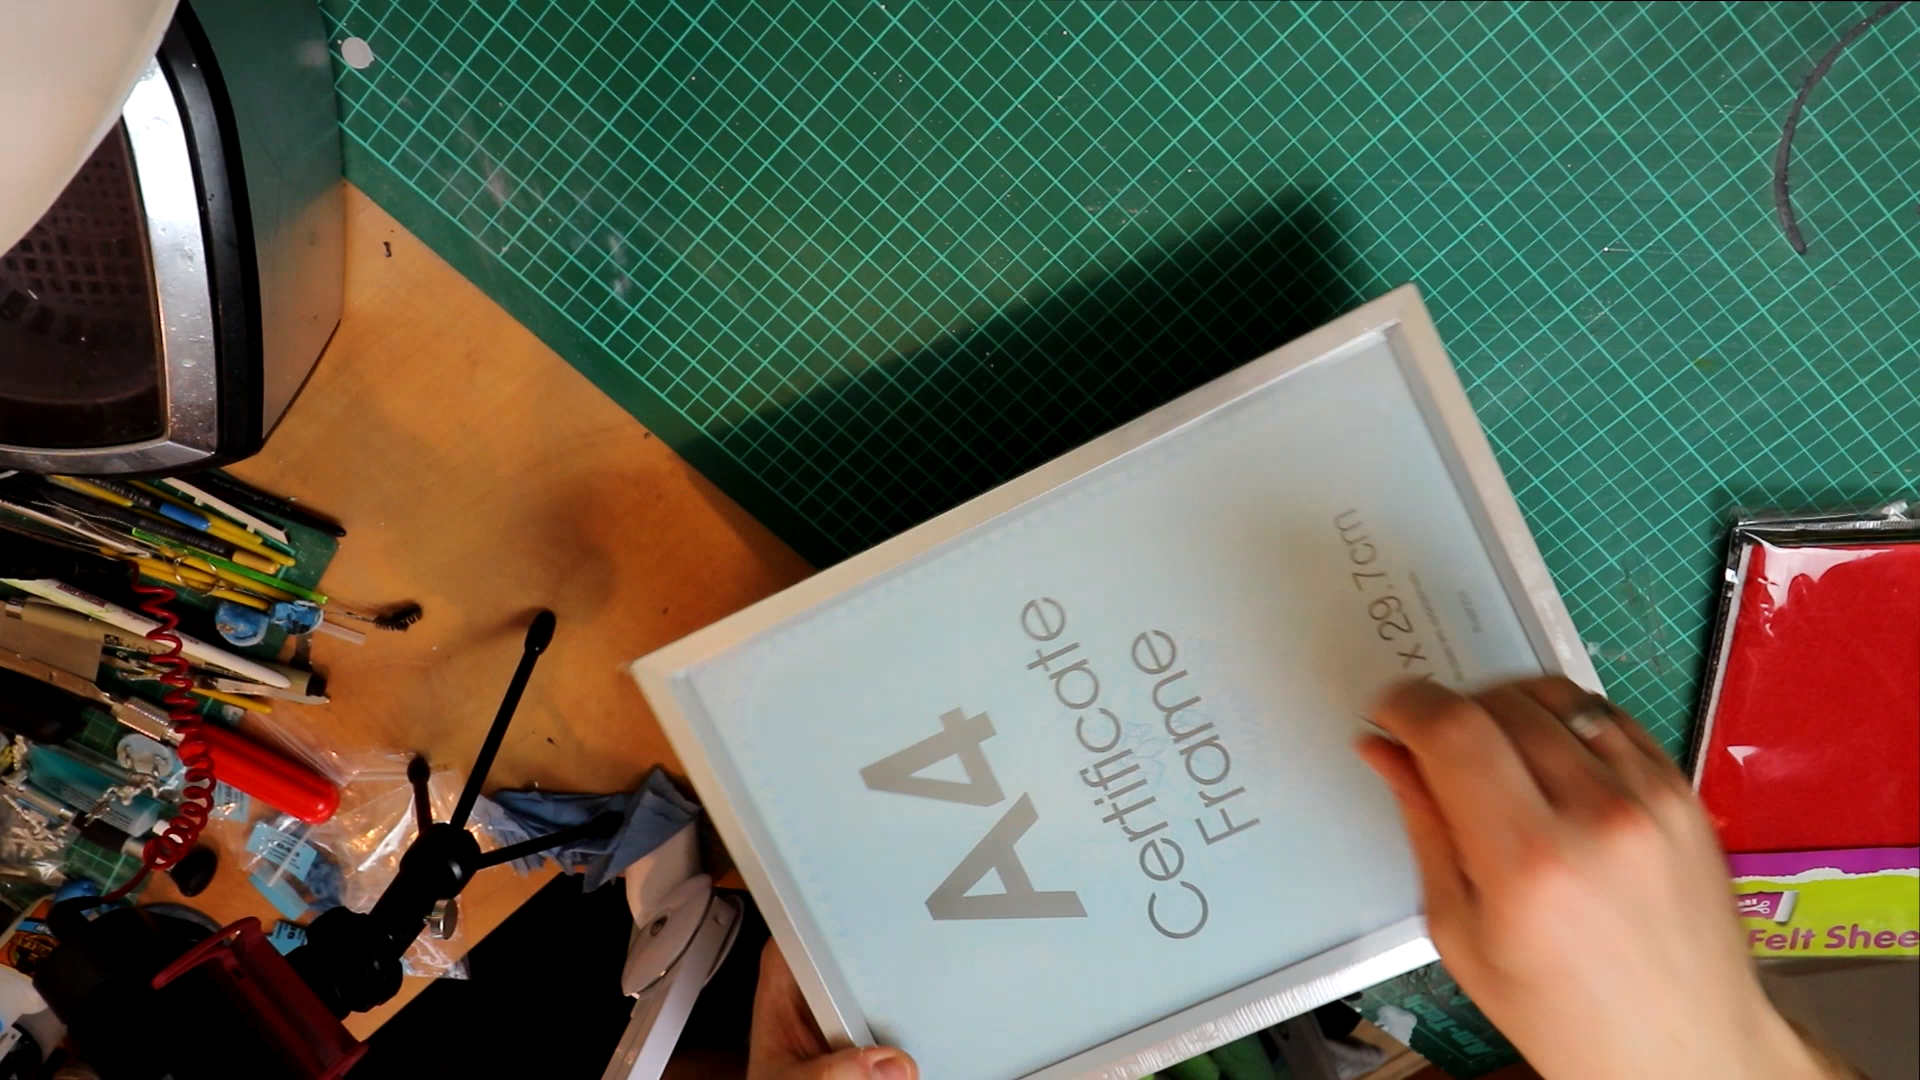 A4
Certificate
Frame
x 29.7cm
Felt Shee